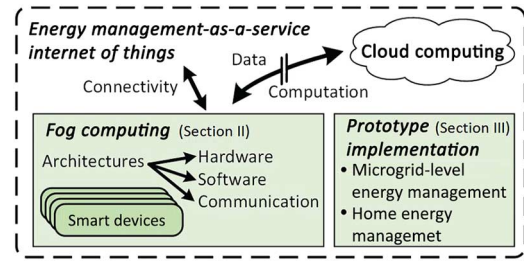 Energy management-as-a-service
internet of things
Connectivity
Data
Computation
Cloud computing
Fog computing (Section II)
Architectures
Hardware
Software
Communication
Smart devices
Prototype (Section III)
implementation
• Microgrid-level
energy management
• Home energy
managemet